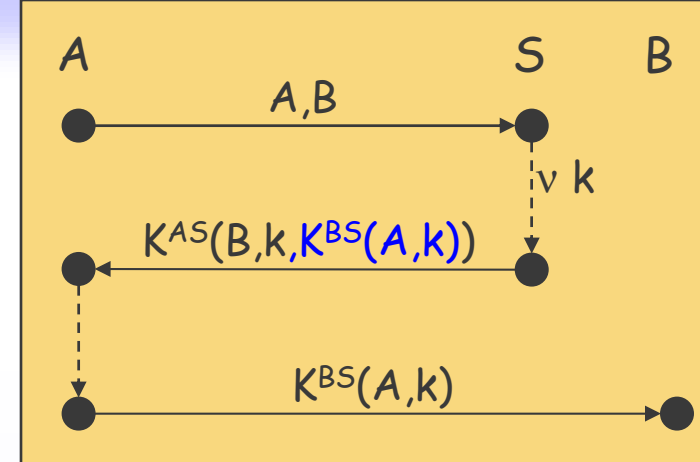 A S B
A,B
ν k
K^AS(B,k,K^BS(A,k))
K^BS(A,k)